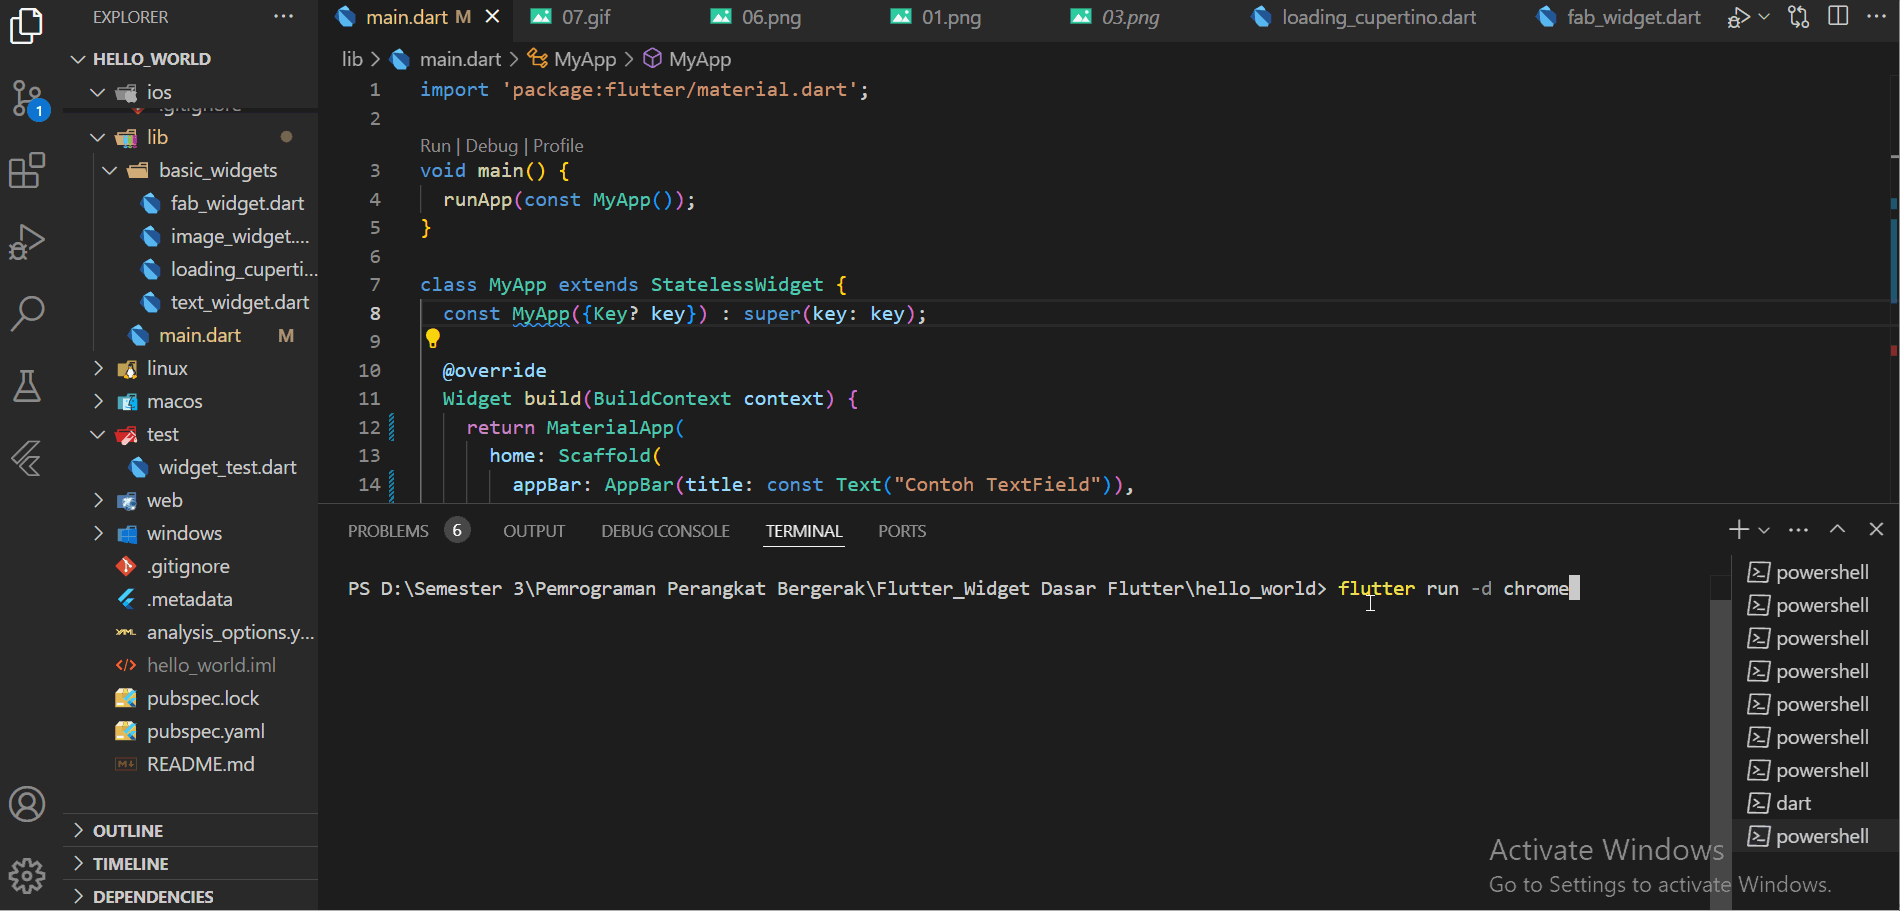 EXPLORER
HELLO_WORLD
ios
.gitignore
lib
basic_widgets
fab_widget.dart
image_widget....
loading_cuperti...
text_widget.dart
main.dart M
linux
macos
test
widget_test.dart
web
windows
.gitignore
.metadata
analysis_options.y...
hello_world.iml
pubspec.lock
pubspec.yaml
README.md
OUTLINE
TIMELINE
DEPENDENCIES
1
main.dart M
07.gif
06.png
01.png
03.png
loading_cupertino.dart
fab_widget.dart
lib > main.dart > MyApp > MyApp
1 import 'package:flutter/material.dart';
2
Run | Debug | Profile
3 void main() {
4 runApp(const MyApp());
5 }
6
7 class MyApp extends StatelessWidget {
8 const MyApp({Key? key}) : super(key: key);
9
10 @override
11 Widget build(BuildContext context) {
12 return MaterialApp(
13 home: Scaffold(
14 appBar: AppBar(title: const Text("Contoh TextField")),
PROBLEMS 6 OUTPUT DEBUG CONSOLE TERMINAL PORTS
PS D:\Semester 3\Pemrograman Perangkat Bergerak\Flutter_Widget Dasar Flutter\hello_world> flutter run -d chrome
powershell
powershell
powershell
powershell
powershell
powershell
powershell
dart
powershell
Activate Windows
Go to Settings to activate Windows.